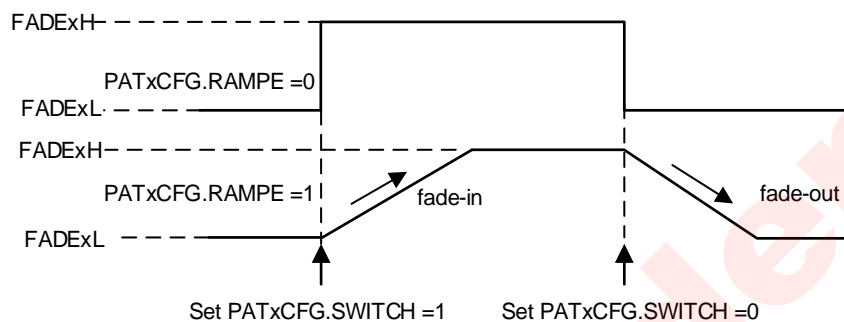 FADExH
PATxCFG.RAMPE =0
FADExL
FADExH
PATxCFG.RAMPE =1
fade-in
fade-out
FADExL
Set PATxCFG.SWITCH =1
Set PATxCFG.SWITCH =0